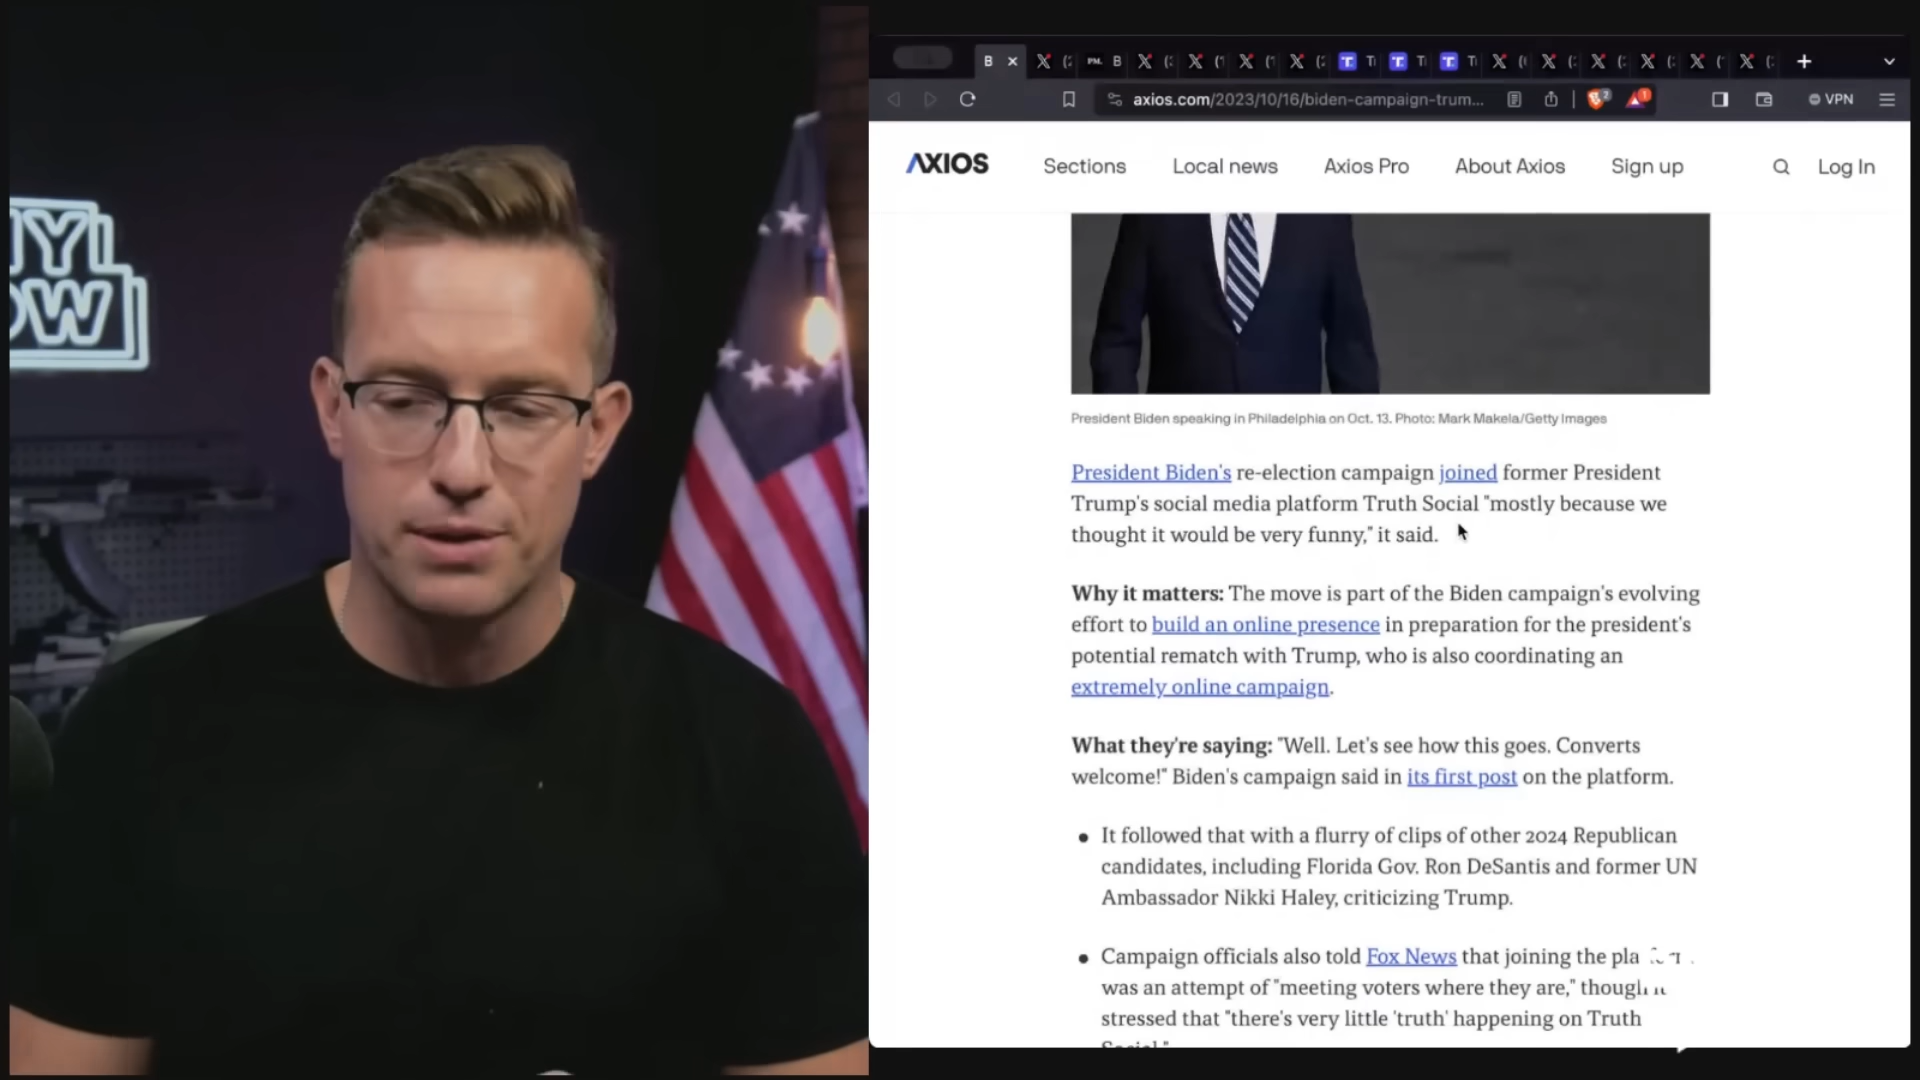 B
PM. B
axios.com/2023/10/16/biden-campaign-trum...
2
1
VPN
AXIOS
Sections
Local news
Axios Pro
About Axios
Sign up
Log In
President Biden speaking in Philadelphia on Oct. 13. Photo: Mark Makela/Getty Images
President Biden's re-election campaign joined former President
Trump's social media platform Truth Social "mostly because we
thought it would be very funny," it said.
Why it matters: The move is part of the Biden campaign's evolving
effort to build an online presence in preparation for the president's
potential rematch with Trump, who is also coordinating an
extremely online campaign.
What they're saying: "Well. Let's see how this goes. Converts
welcome!" Biden's campaign said in its first post on the platform.
It followed that with a flurry of clips of other 2024 Republican
candidates, including Florida Gov. Ron DeSantis and former UN
Ambassador Nikki Haley, criticizing Trump.
Campaign officials also told Fox News that joining the pla
was an attempt of "meeting voters where they are," though
stressed that "there's very little 'truth' happening on Truth